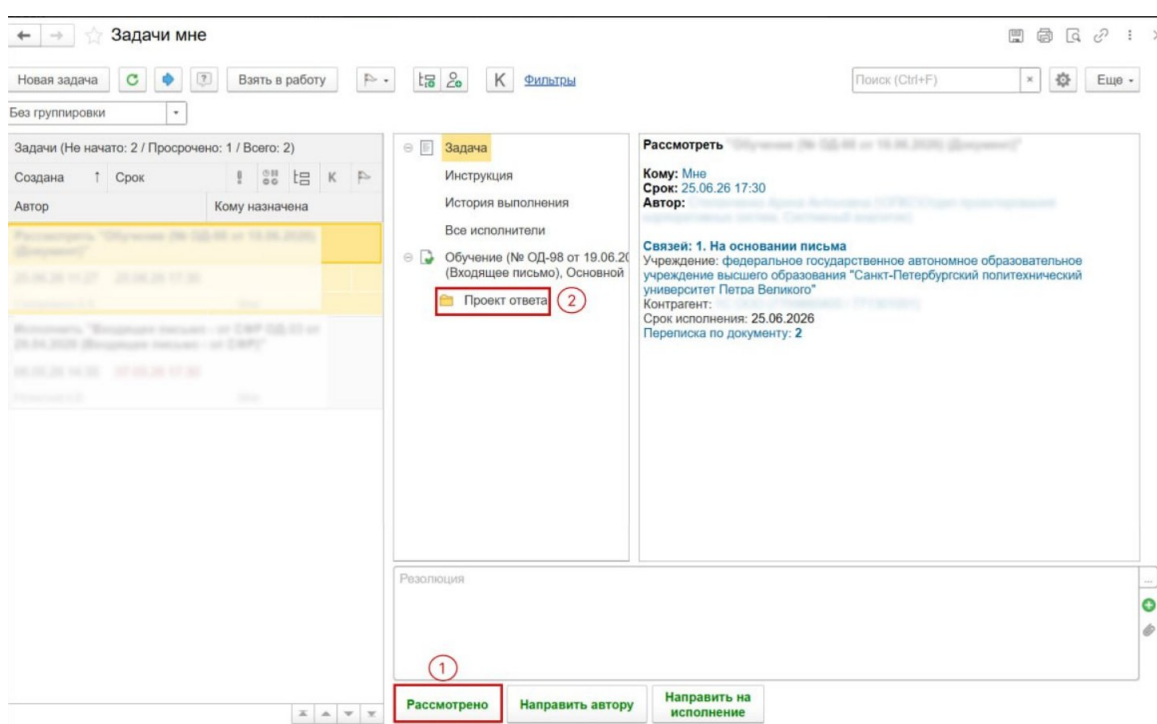 Задачи мне
Новая задача
Взять в работу
К
Фильтры
Поиск (Ctrl+F)
×
Еще
Без группировки
Задачи (Не начато: 2 / Просрочено: 1 / Всего: 2)
Создана ↑ Срок К
Автор Кому назначена
Задача
Инструкция
История выполнения
Все исполнители
Обучение (№ ОД-98 от 19.06.20
(Входящее письмо), Основной
Проект ответа 2
Рассмотреть
Кому: Мне
Срок: 25.06.26 17:30
Автор:
Связей: 1. На основании письма
Учреждение: федеральное государственное автономное образовательное
учреждение высшего образования "Санкт-Петербургский политехнический
университет Петра Великого"
Контрагент:
Срок исполнения: 25.06.2026
Переписка по документу: 2
Резолюция
...
1
Рассмотрено
Направить автору
Направить на
исполнение